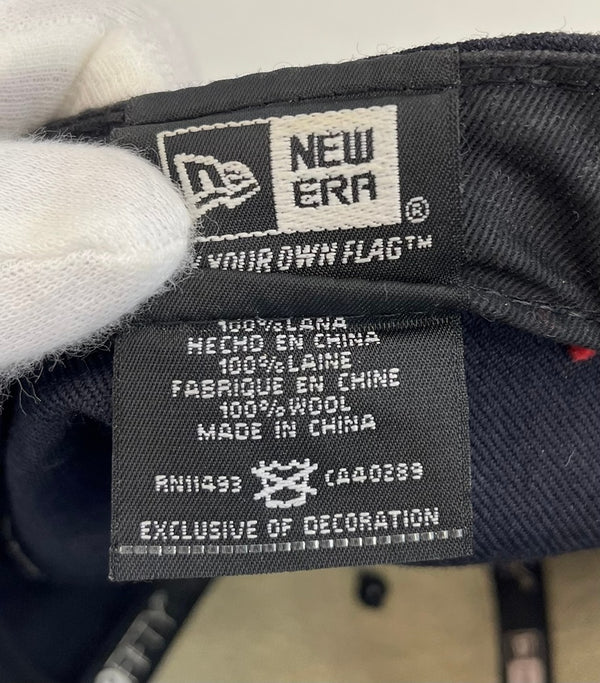 NEW
ERA®
YOUR OWN FLAG™
100% LANA
HECHO EN CHINA
100% LAINE
FABRIQUE EN CHINE
100% WOOL
MADE IN CHINA
RN11493 CA40289
EXCLUSIVE OF DECORATION